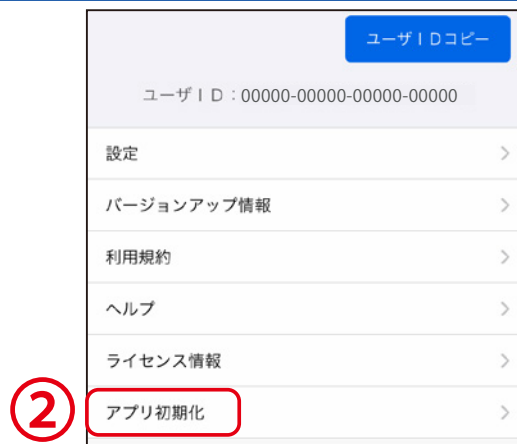 ユーザＩＤコピー
ユーザＩＤ：00000-00000-00000-00000
設定
バージョンアップ情報
利用規約
ヘルプ
ライセンス情報
② アプリ初期化